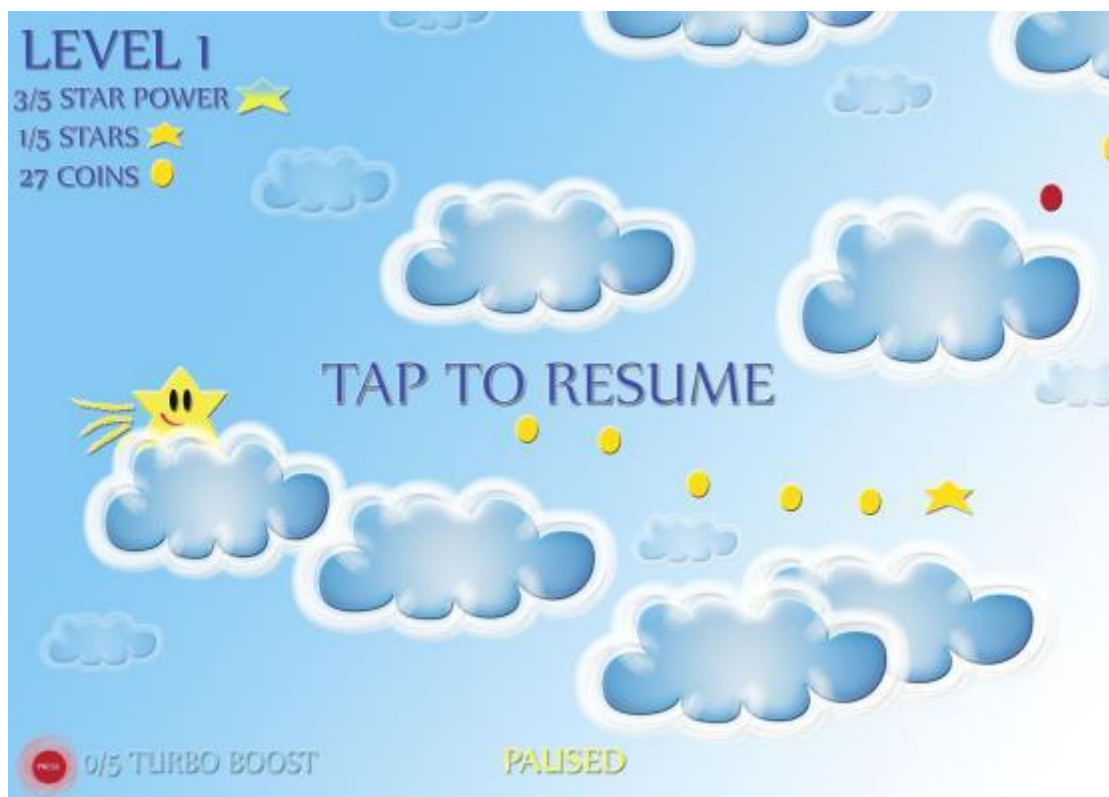 LEVEL 1
3/5 STAR POWER
1/5 STARS
27 COINS
TAP TO RESUME
PRESS
0/5 TURBO BOOST
PAUSED